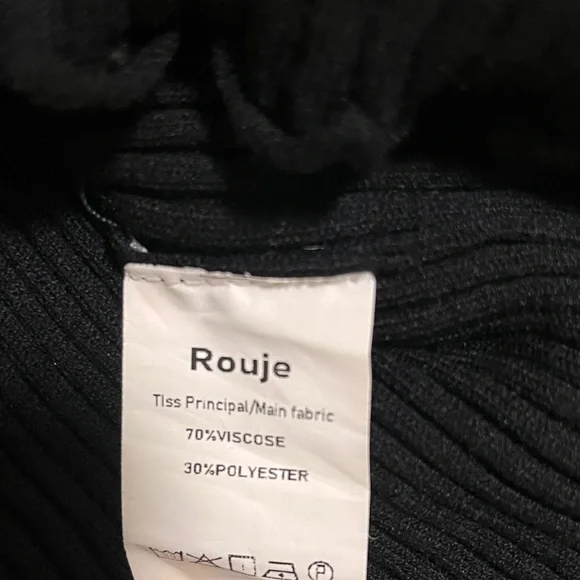 Rouje
Tiss Principal/Main fabric
70%VISCOSE
30%POLYESTER
P